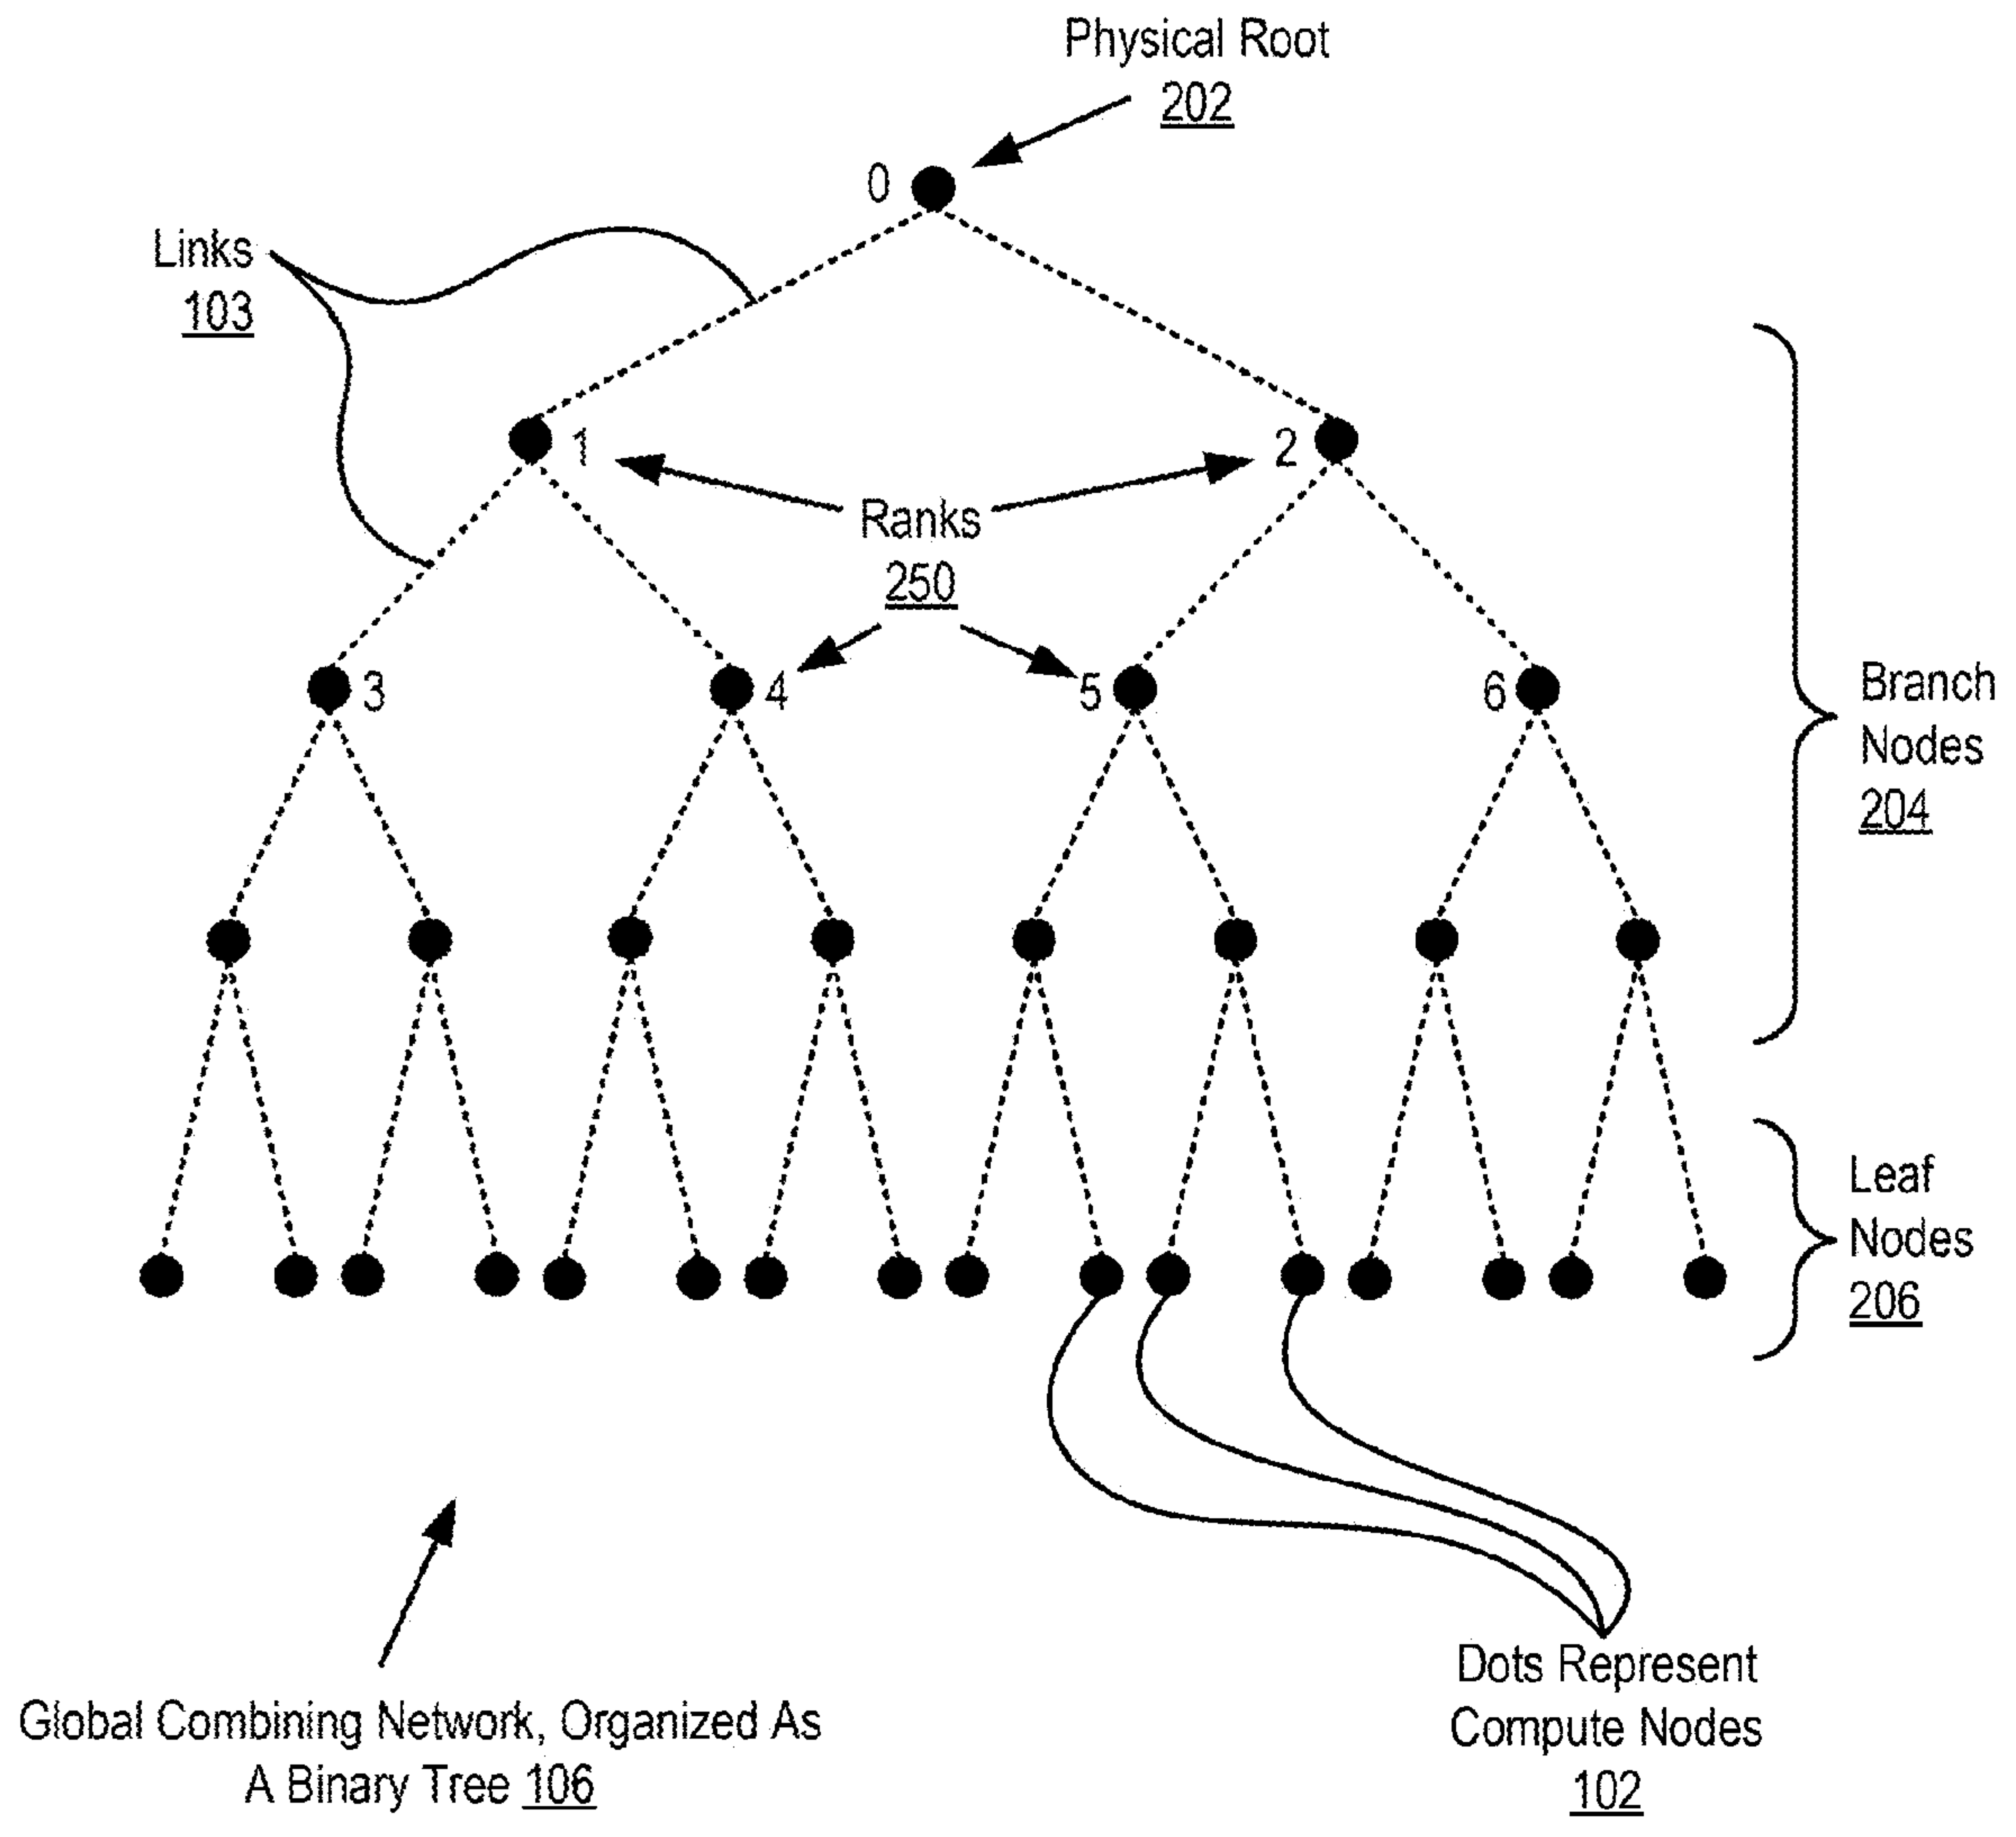 Physical Root
202
0
Links
103
1
2
Ranks
250
3
4
5
6
Branch
Nodes
204
Leaf
Nodes
206
Dots Represent
Compute Nodes
102
Global Combining Network, Organized As
A Binary Tree 106